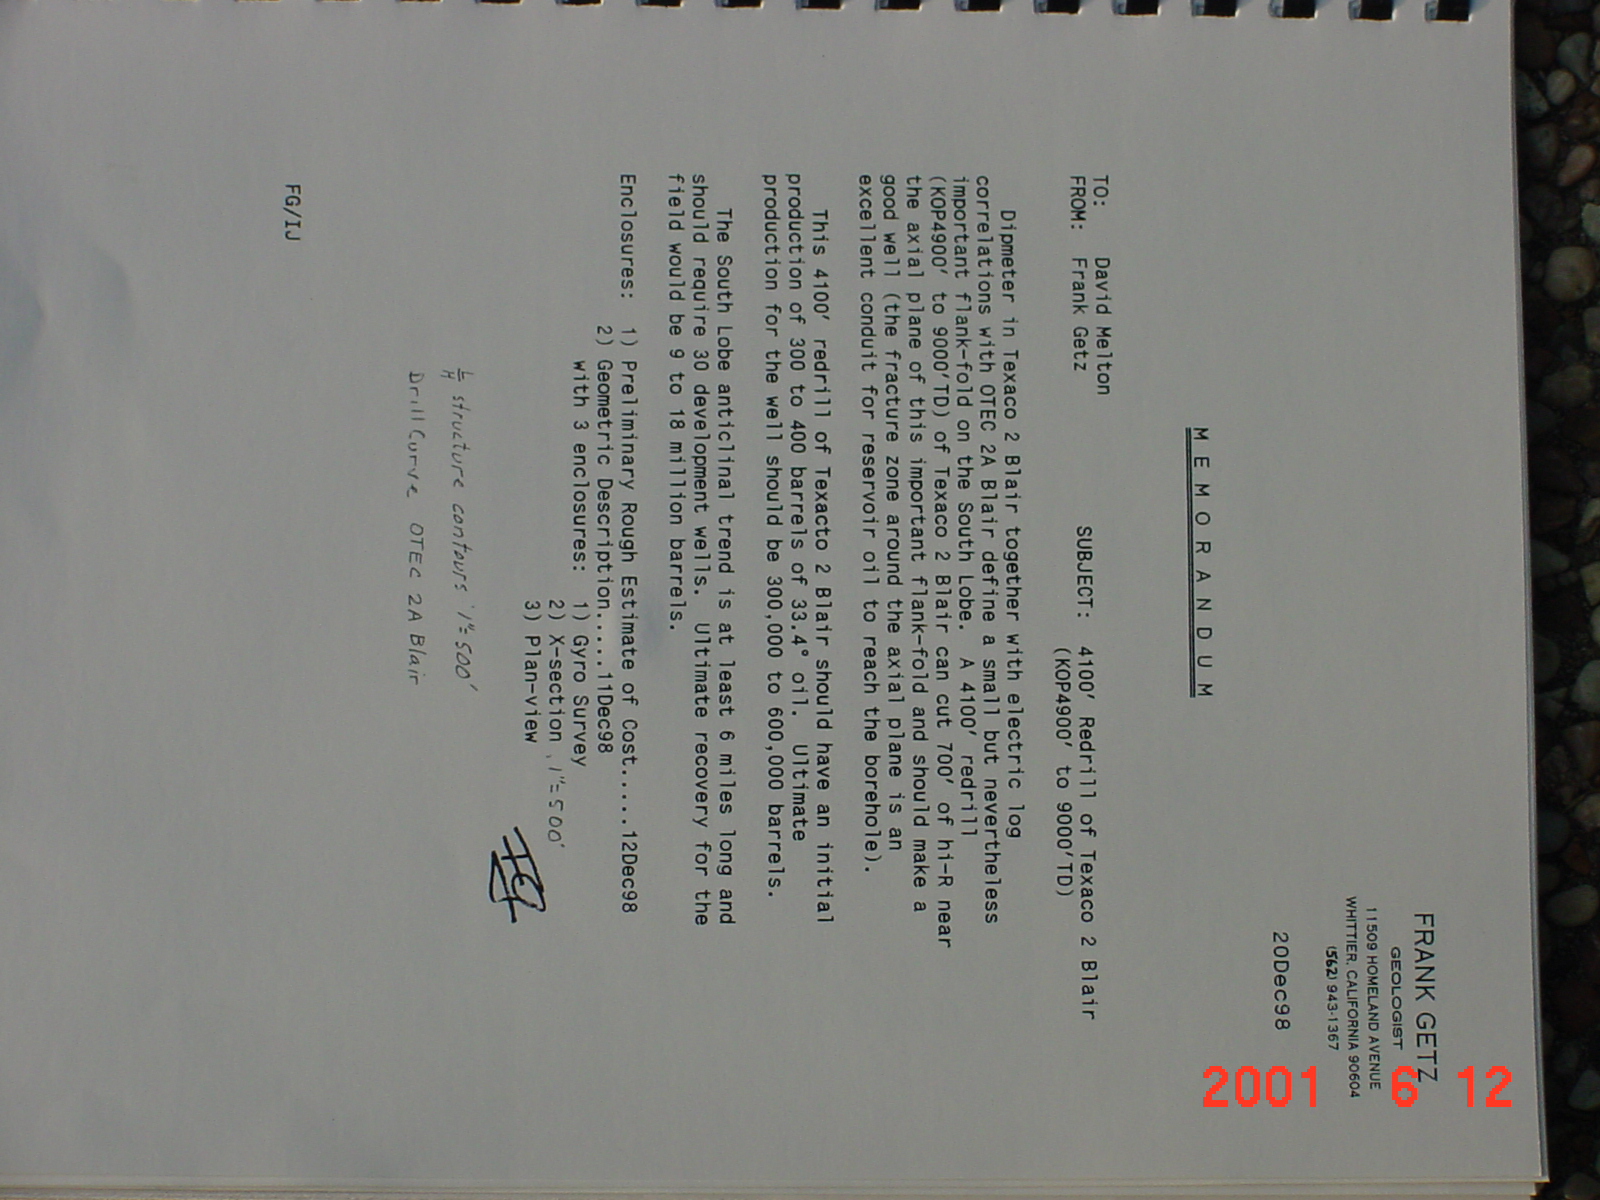 FRANK GETZ
GEOLOGIST
11509 HOMELAND AVENUE
WHITTIER, CALIFORNIA 90604
(562) 943-1367
20Dec98
MEMORANDUM
TO: David Melton SUBJECT: 4100' Redrill of Texaco 2 Blair
FROM: Frank Getz (KOP4900' to 9000'TD)
Dipmeter in Texaco 2 Blair together with electric log
correlations with OTEC 2A Blair define a small but nevertheless
important flank-fold on the South Lobe. A 4100' redrill
(KOP4900' to 9000'TD) of Texaco 2 Blair can cut 700' of hi-R near
the axial plane of this important flank-fold and should make a
good well (the fracture zone around the axial plane is an
excellent conduit for reservoir oil to reach the borehole).
This 4100' redrill of Texacto 2 Blair should have an initial
production of 300 to 400 barrels of 33.4° oil. Ultimate
production for the well should be 300,000 to 600,000 barrels.
The South Lobe anticlinal trend is at least 6 miles long and
should require 30 development wells. Ultimate recovery for the
field would be 9 to 18 million barrels.
Enclosures: 1) Preliminary Rough Estimate of Cost....12Dec98
2) Geometric Description.....11Dec98
with 3 enclosures: 1) Gyro Survey
2) X-section, 1"=500'
3) Plan-view
structure contours 1"=500'
Drill Curve OTEC 2A Blair
FG/IJ
2001 6 12